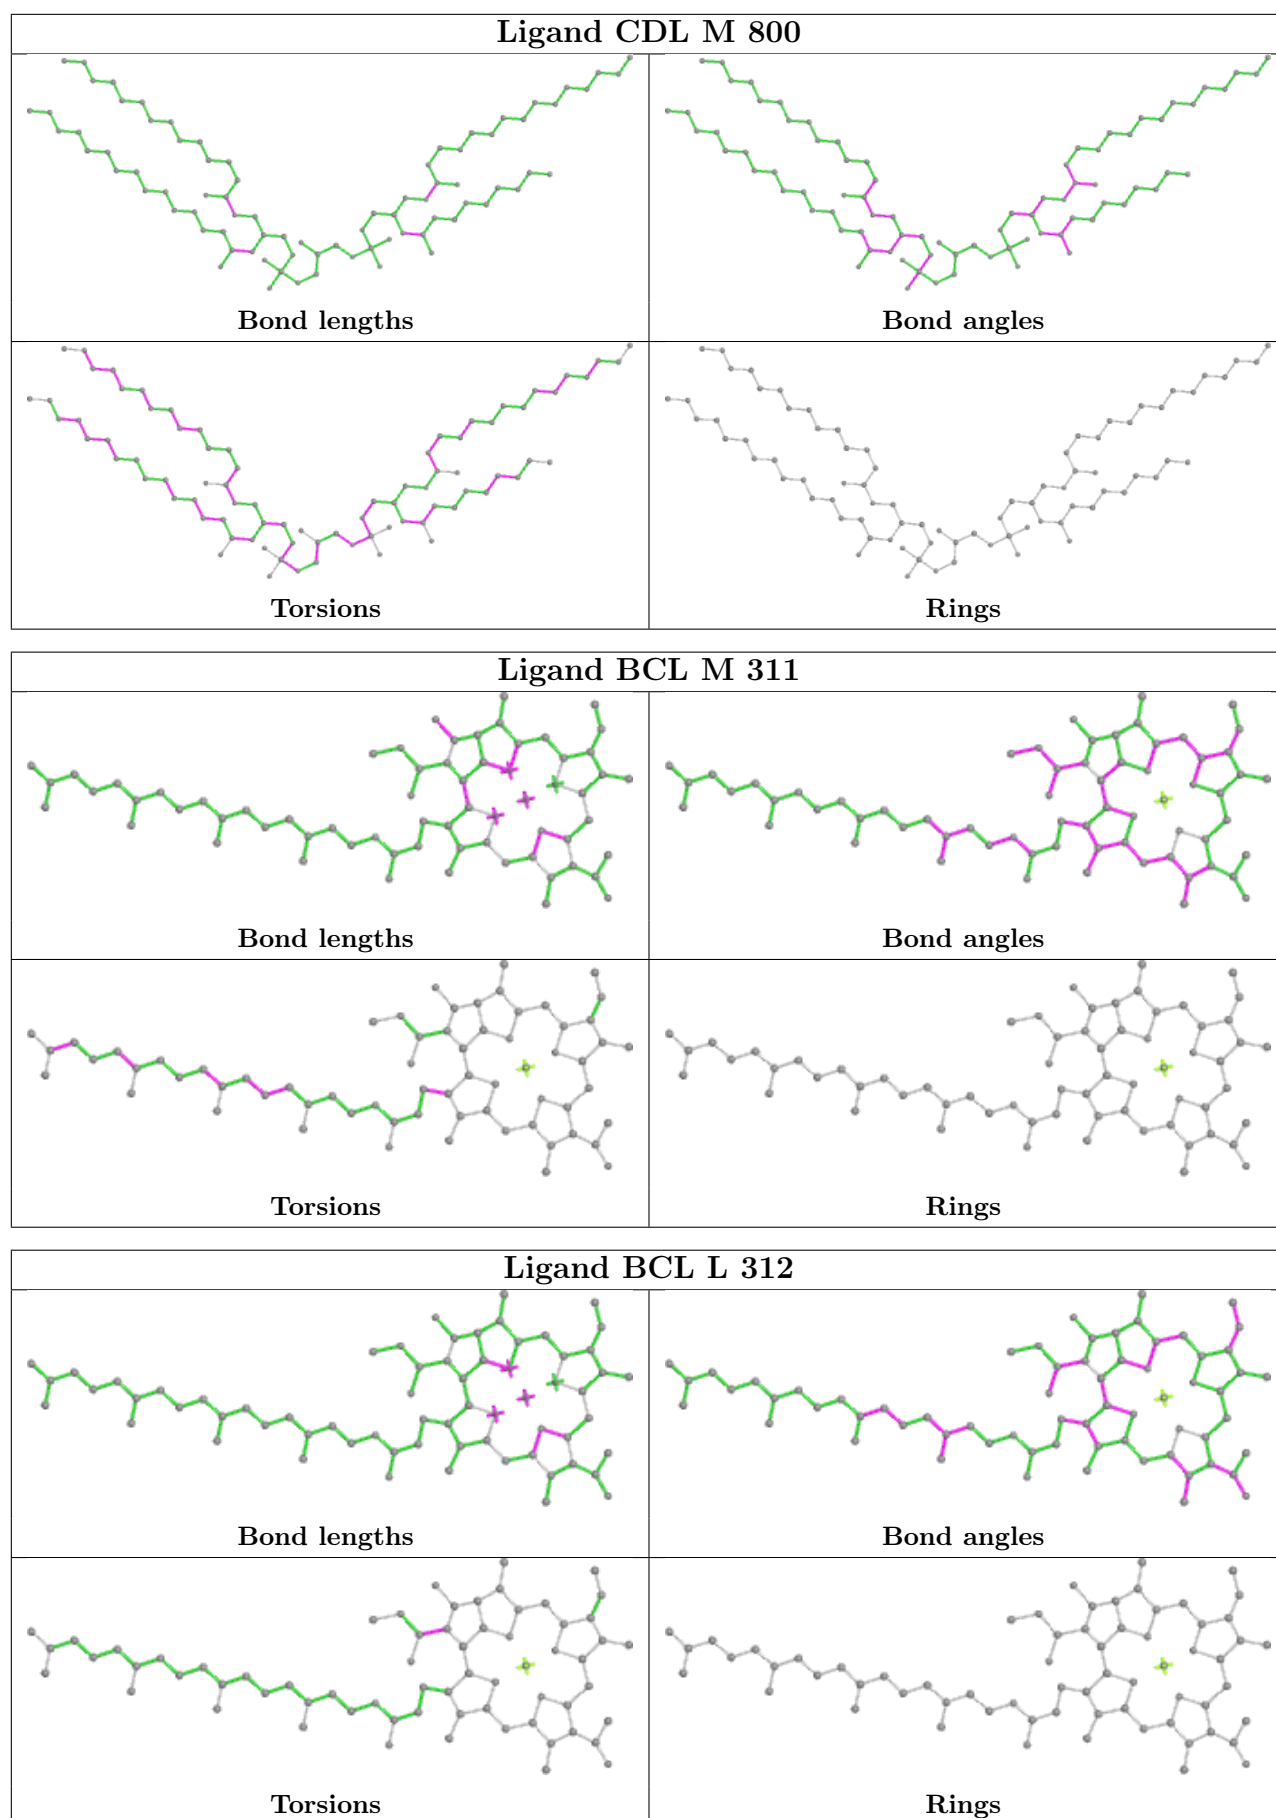 Ligand CDL M 800
Bond lengths
Bond angles
Torsions
Rings
Ligand BCL M 311
Bond lengths
Bond angles
Torsions
Rings
Ligand BCL L 312
Bond lengths
Bond angles
Torsions
Rings